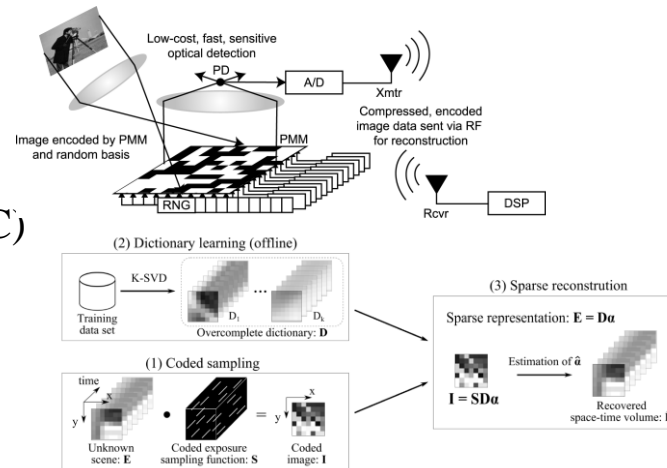 Low-cost, fast, sensitive
optical detection
PD
A/D
Xmtr
Image encoded by PMM
and random basis
PMM
Compressed, encoded
image data sent via RF
for reconstruction
RNG
Rcvr
DSP
C)
(2) Dictionary learning (offline)
K-SVD
Training
data set
D₁
...
Dₖ
Overcomplete dictionary: D
(1) Coded sampling
time
x
y
Unknown
scene: E
=
Coded exposure
sampling function: S
x
y
Coded
image: I
(3) Sparse reconstrution
Sparse representation: E = Dα
I = SDα
Estimation of α̂
Recovered
space-time volume: